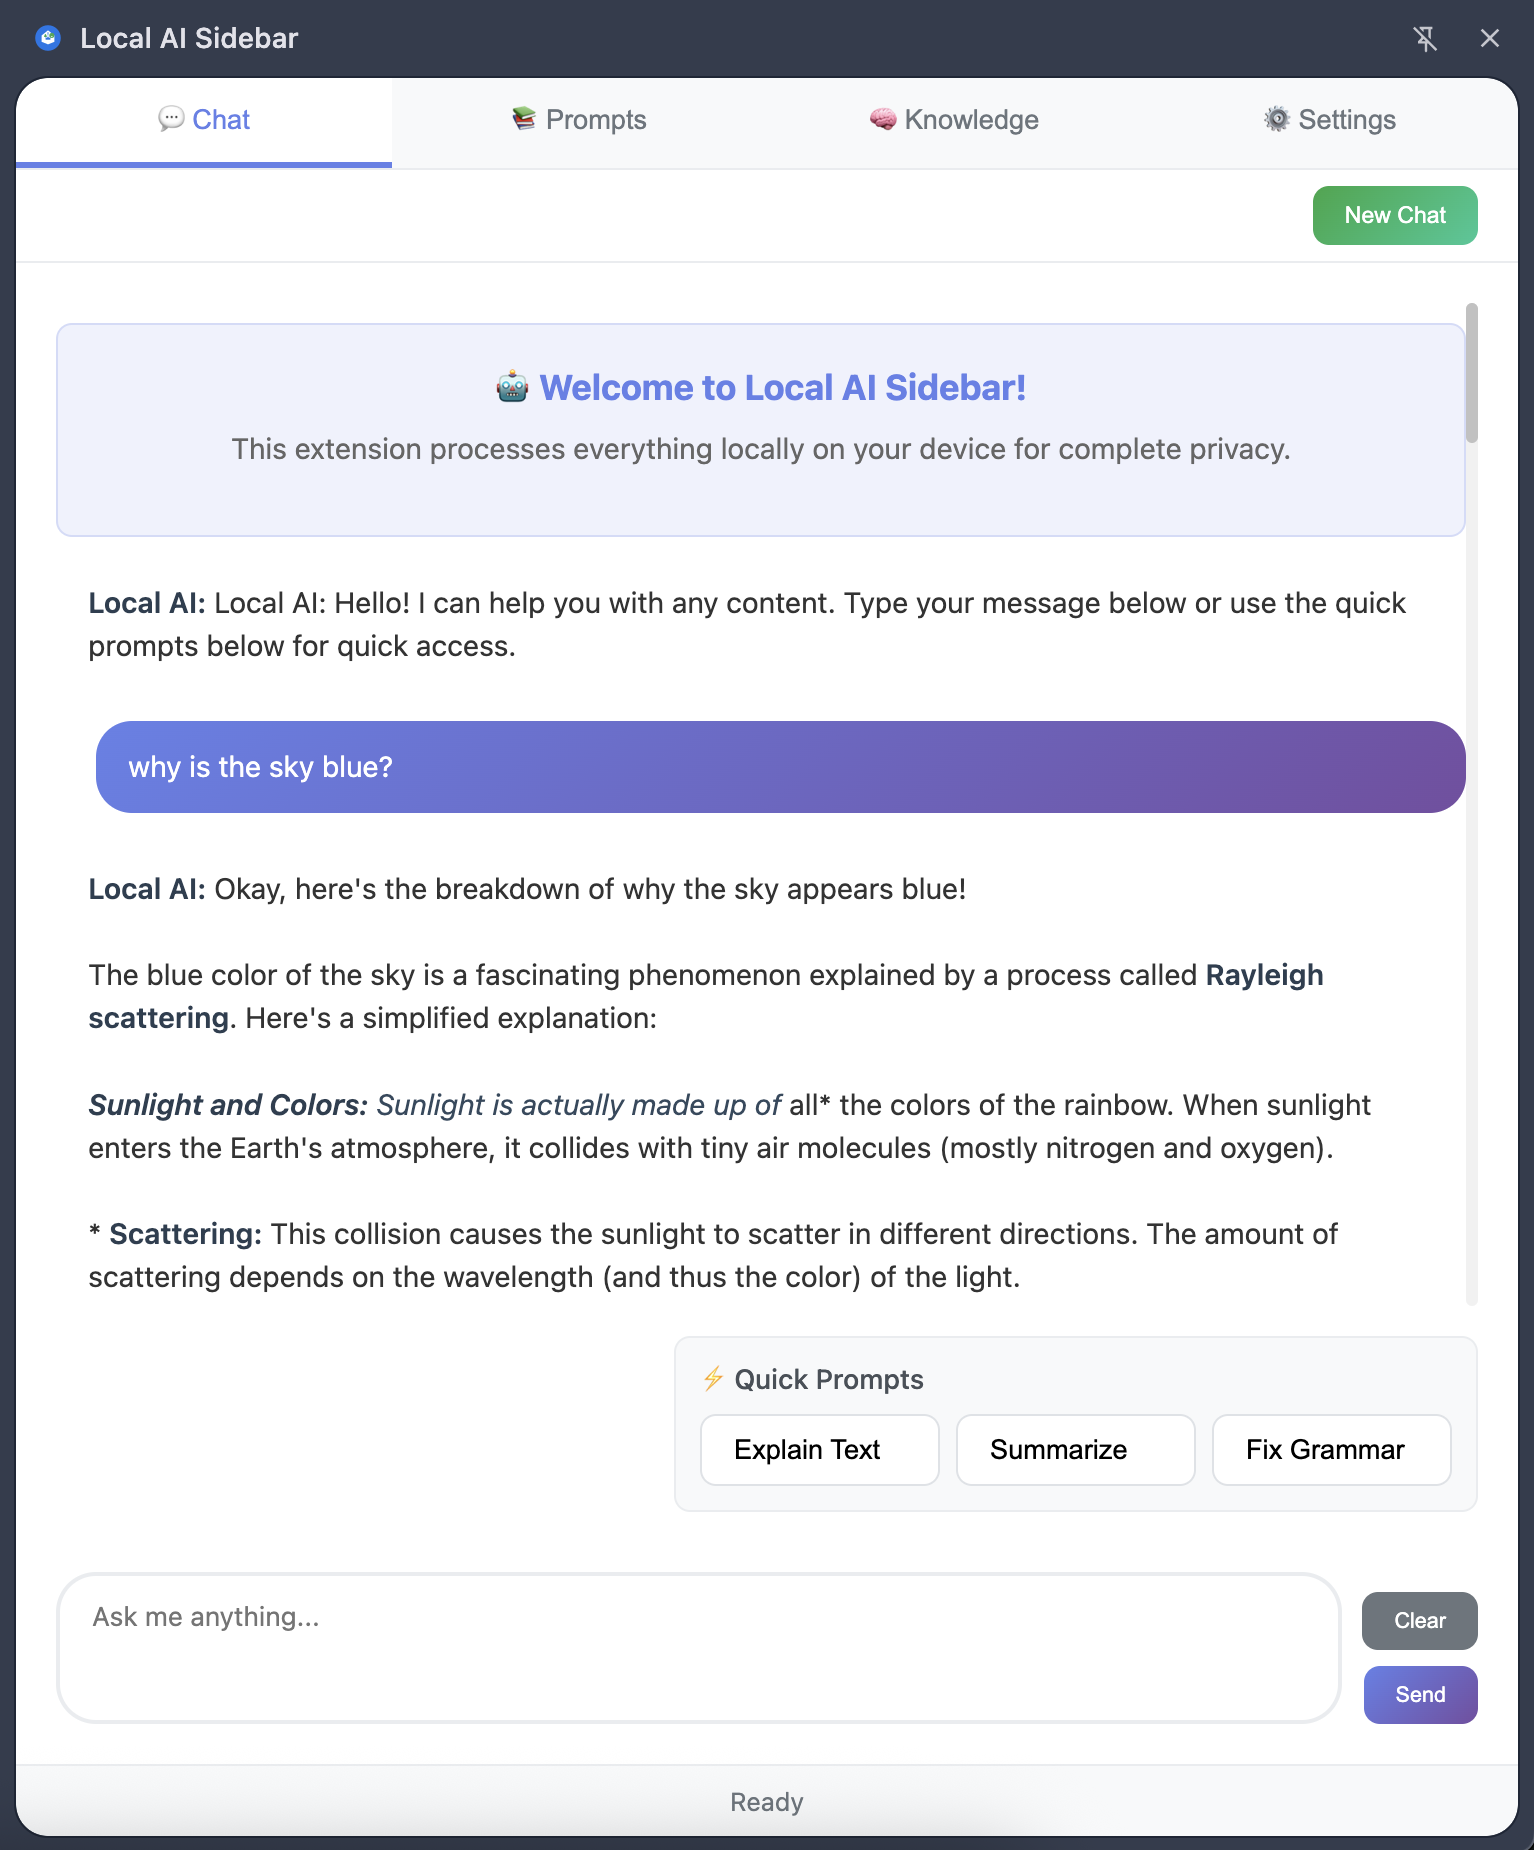 Local AI Sidebar
💬 Chat
📚 Prompts
🧠 Knowledge
⚙️ Settings
New Chat
🤖 Welcome to Local AI Sidebar!
This extension processes everything locally on your device for complete privacy.
Local AI: Local AI: Hello! I can help you with any content. Type your message below or use the quick
prompts below for quick access.
why is the sky blue?
Local AI: Okay, here's the breakdown of why the sky appears blue!
The blue color of the sky is a fascinating phenomenon explained by a process called Rayleigh
scattering. Here's a simplified explanation:
Sunlight and Colors: Sunlight is actually made up of all* the colors of the rainbow. When sunlight
enters the Earth's atmosphere, it collides with tiny air molecules (mostly nitrogen and oxygen).
* Scattering: This collision causes the sunlight to scatter in different directions. The amount of
scattering depends on the wavelength (and thus the color) of the light.
⚡ Quick Prompts
Explain Text
Summarize
Fix Grammar
Ask me anything...
Clear
Send
Ready